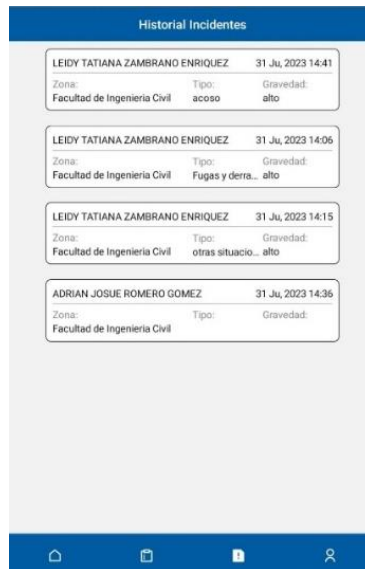 Historial Incidentes
LEIDY TATIANA ZAMBRANO ENRIQUEZ 31 Ju, 2023 14:41
Zona: Tipo: Gravedad:
Facultad de Ingenieria Civil acoso alto
LEIDY TATIANA ZAMBRANO ENRIQUEZ 31 Ju, 2023 14:06
Zona: Tipo: Gravedad:
Facultad de Ingenieria Civil Fugas y derra... alto
LEIDY TATIANA ZAMBRANO ENRIQUEZ 31 Ju, 2023 14:15
Zona: Tipo: Gravedad:
Facultad de Ingenieria Civil otras situacio... alto
ADRIAN JOSUE ROMERO GOMEZ 31 Ju, 2023 14:36
Zona: Tipo: Gravedad:
Facultad de Ingenieria Civil